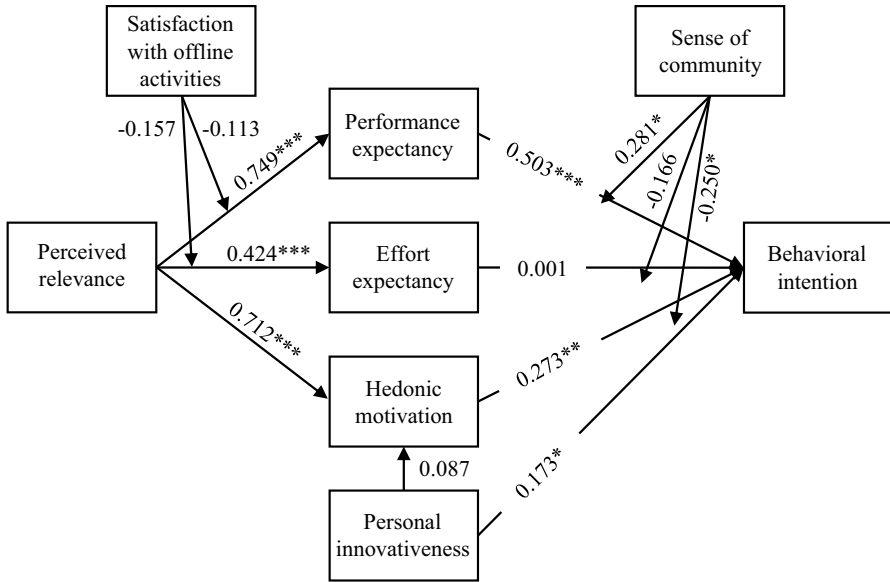 Satisfaction
with offline
activities
Sense of
community
-0.157
-0.113
Performance
expectancy
0.749***
0.503***
0.281*
-0.166
-0.250*
Perceived
relevance
0.424***
Effort
expectancy
0.001
Behavioral
intention
0.712***
Hedonic
motivation
0.273**
0.087
0.173*
Personal
innovativeness